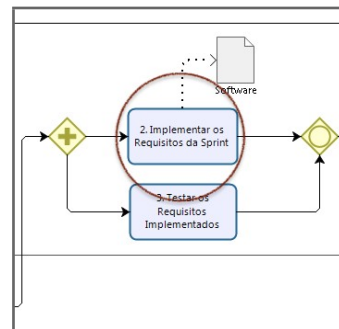 Software
2. Implementar os
Requisitos da Sprint
3. Testar os
Requisitos
Implementados